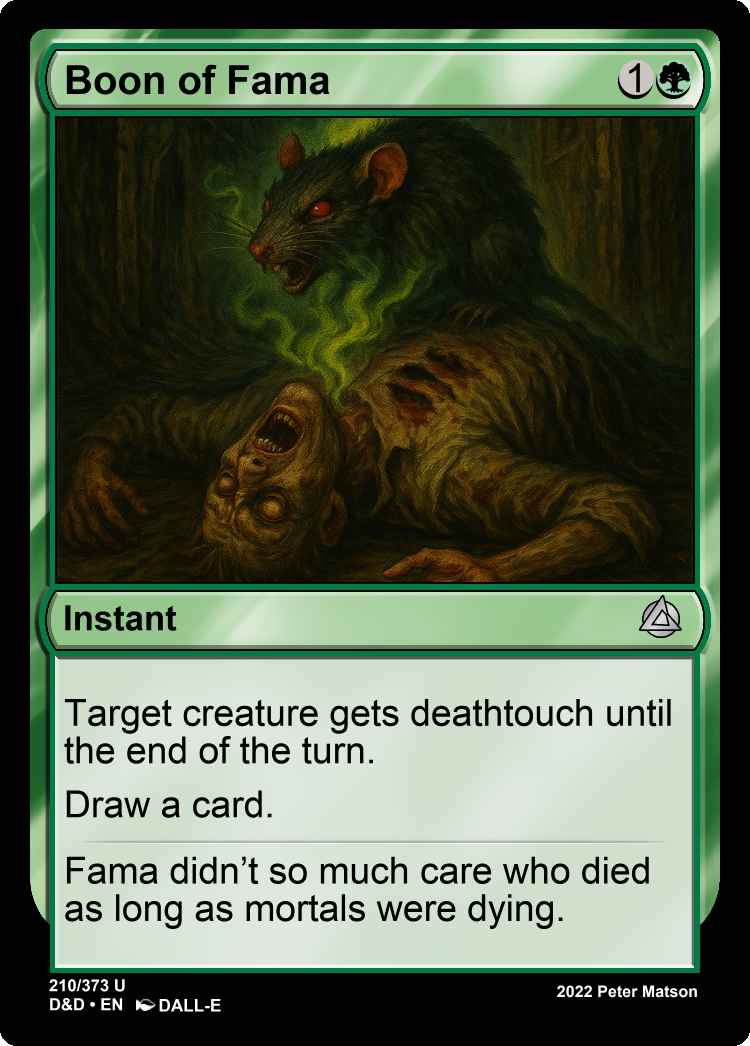 Boon of Fama 1
Instant
Target creature gets deathtouch until
the end of the turn.
Draw a card.
Fama didn’t so much care who died
as long as mortals were dying.
210/373 U
D&D • EN DALL-E
2022 Peter Matson